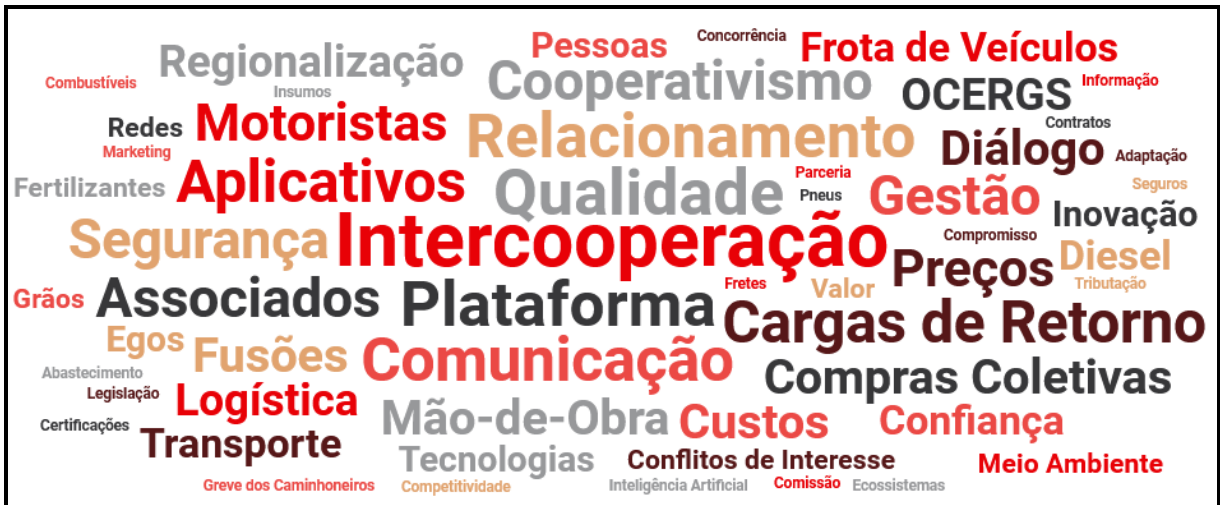 Pessoas
Concorrência
Frota de Veículos
Regionalização
Cooperativismo
Combustíveis
Insumos
OCERGS
Informação
Redes
Motoristas
Relacionamento
Contratos
Marketing
Diálogo
Adaptação
Fertilizantes
Aplicativos
Qualidade
Parceria
Pneus
Gestão
Seguros
Inovação
Segurança
Intercooperação
Compromisso
Preços
Diesel
Grãos
Associados
Plataforma
Fretes
Valor
Tributação
Cargas de Retorno
Egos
Fusões
Comunicação
Compras Coletivas
Abastecimento
Legislação
Logística
Mão-de-Obra
Custos
Confiança
Certificações
Transporte
Tecnologias
Conflitos de Interesse
Meio Ambiente
Greve dos Caminhoneiros
Competitividade
Inteligência Artificial
Comissão
Ecossistemas